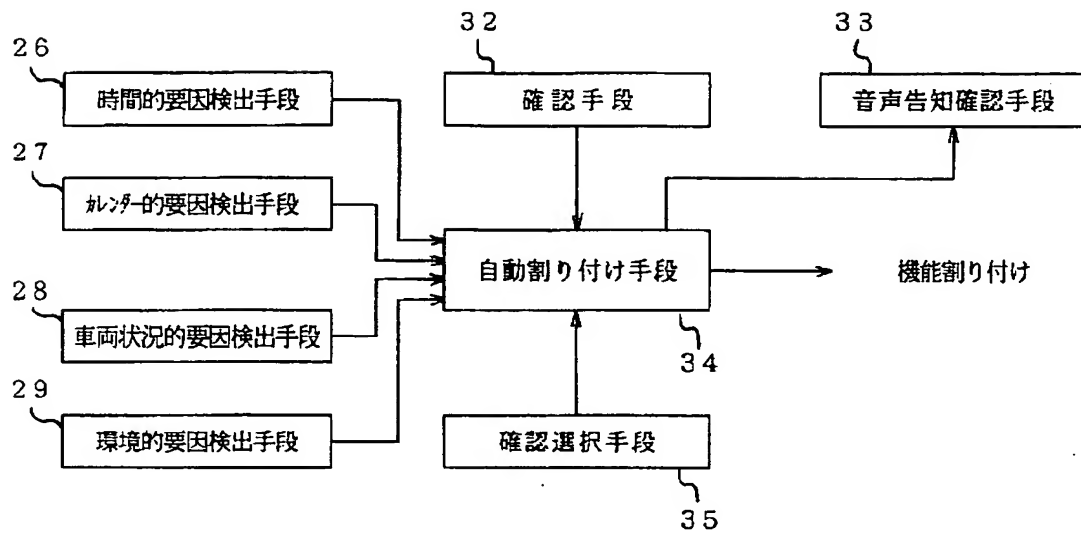 32
33
26
時間的要因検出手段
確認手段
音声告知確認手段
27
カレンダー的要因検出手段
自動割り付け手段
機能割り付け
28
車両状況的要因検出手段
34
29
環境的要因検出手段
確認選択手段
35